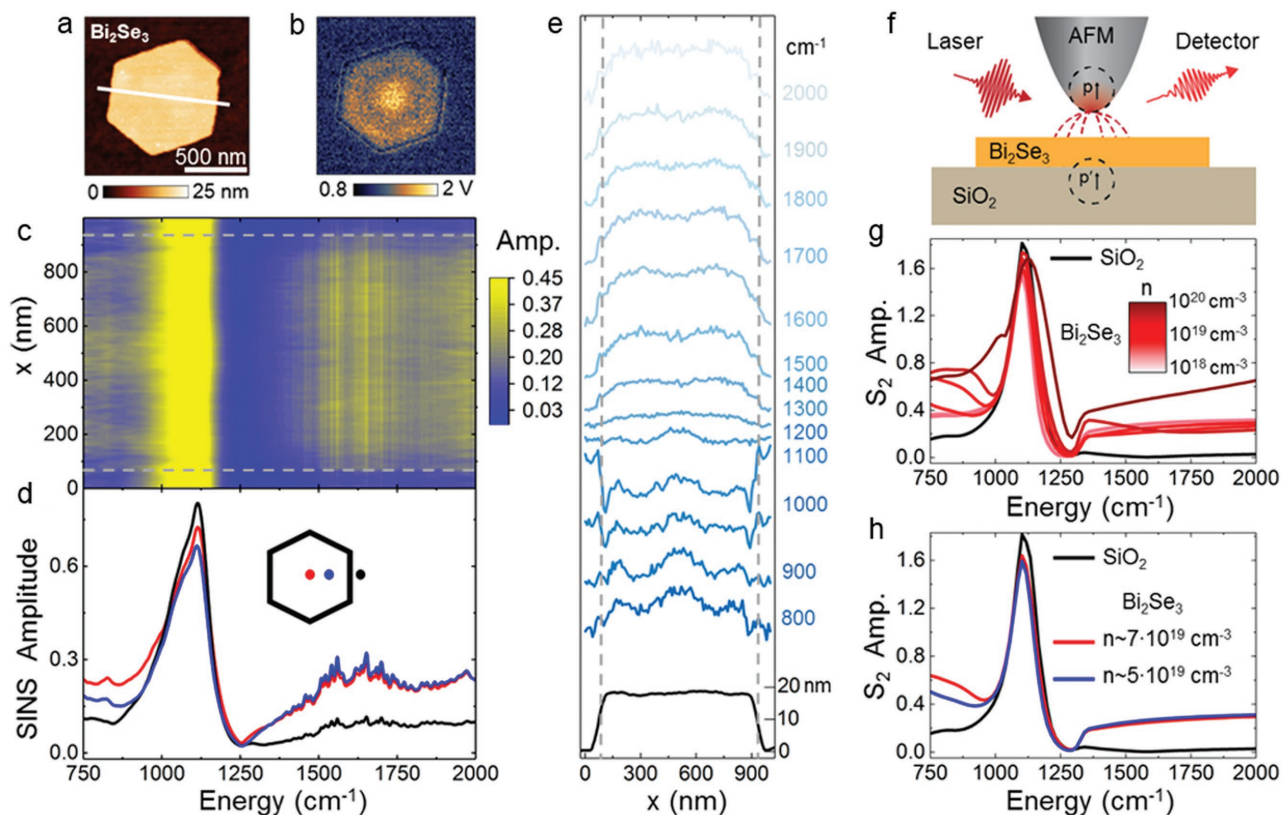 a
Bi₂Se₃
500 nm
0 25 nm
b
0.8 2 V
c
x (nm)
800
600
400
200
0
Amp.
0.45
0.37
0.28
0.20
0.12
0.03
d
SINS Amplitude
0.6
0.3
0.0
750 1000 1250 1500 1750 2000
Energy (cm⁻¹)
e
cm⁻¹
2000
1900
1800
1700
1600
1500
1400
1300
1200
1100
1000
900
800
20 nm
10
0
0 300 600 900
x (nm)
f
Laser
AFM
Detector
p
Bi₂Se₃
p'
SiO₂
g
S₂ Amp.
1.6
1.2
0.8
0.4
0.0
SiO₂
n
10²⁰ cm⁻³
Bi₂Se₃
10¹⁹ cm⁻³
10¹⁸ cm⁻³
750 1000 1250 1500 1750 2000
Energy (cm⁻¹)
h
S₂ Amp.
1.6
1.2
0.8
0.4
0.0
SiO₂
Bi₂Se₃
n~7·10¹⁹ cm⁻³
n~5·10¹⁹ cm⁻³
750 1000 1250 1500 1750 2000
Energy (cm⁻¹)